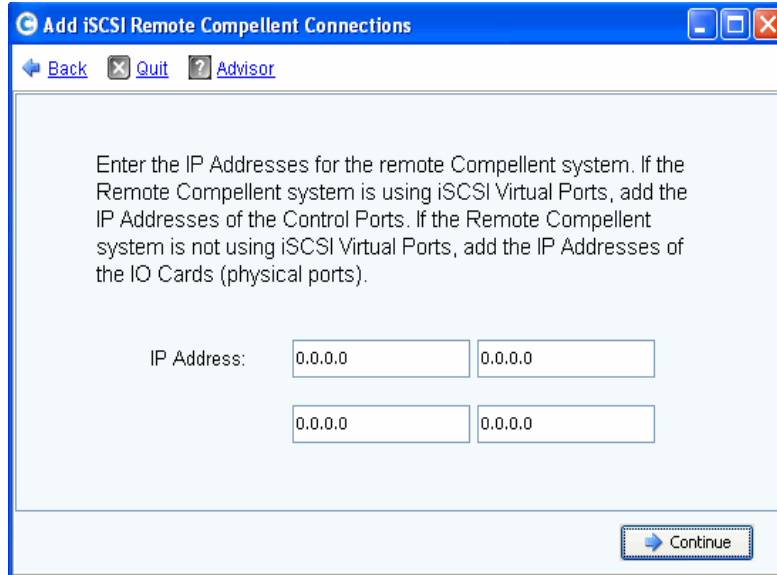 Add iSCSI Remote Compellent Connections
Back Quit ? Advisor
Enter the IP Addresses for the remote Compellent system. If the
Remote Compellent system is using iSCSI Virtual Ports, add the
IP Addresses of the Control Ports. If the Remote Compellent
system is not using iSCSI Virtual Ports, add the IP Addresses of
the IO Cards (physical ports).
IP Address: 0.0.0.0 0.0.0.0
0.0.0.0 0.0.0.0
Continue